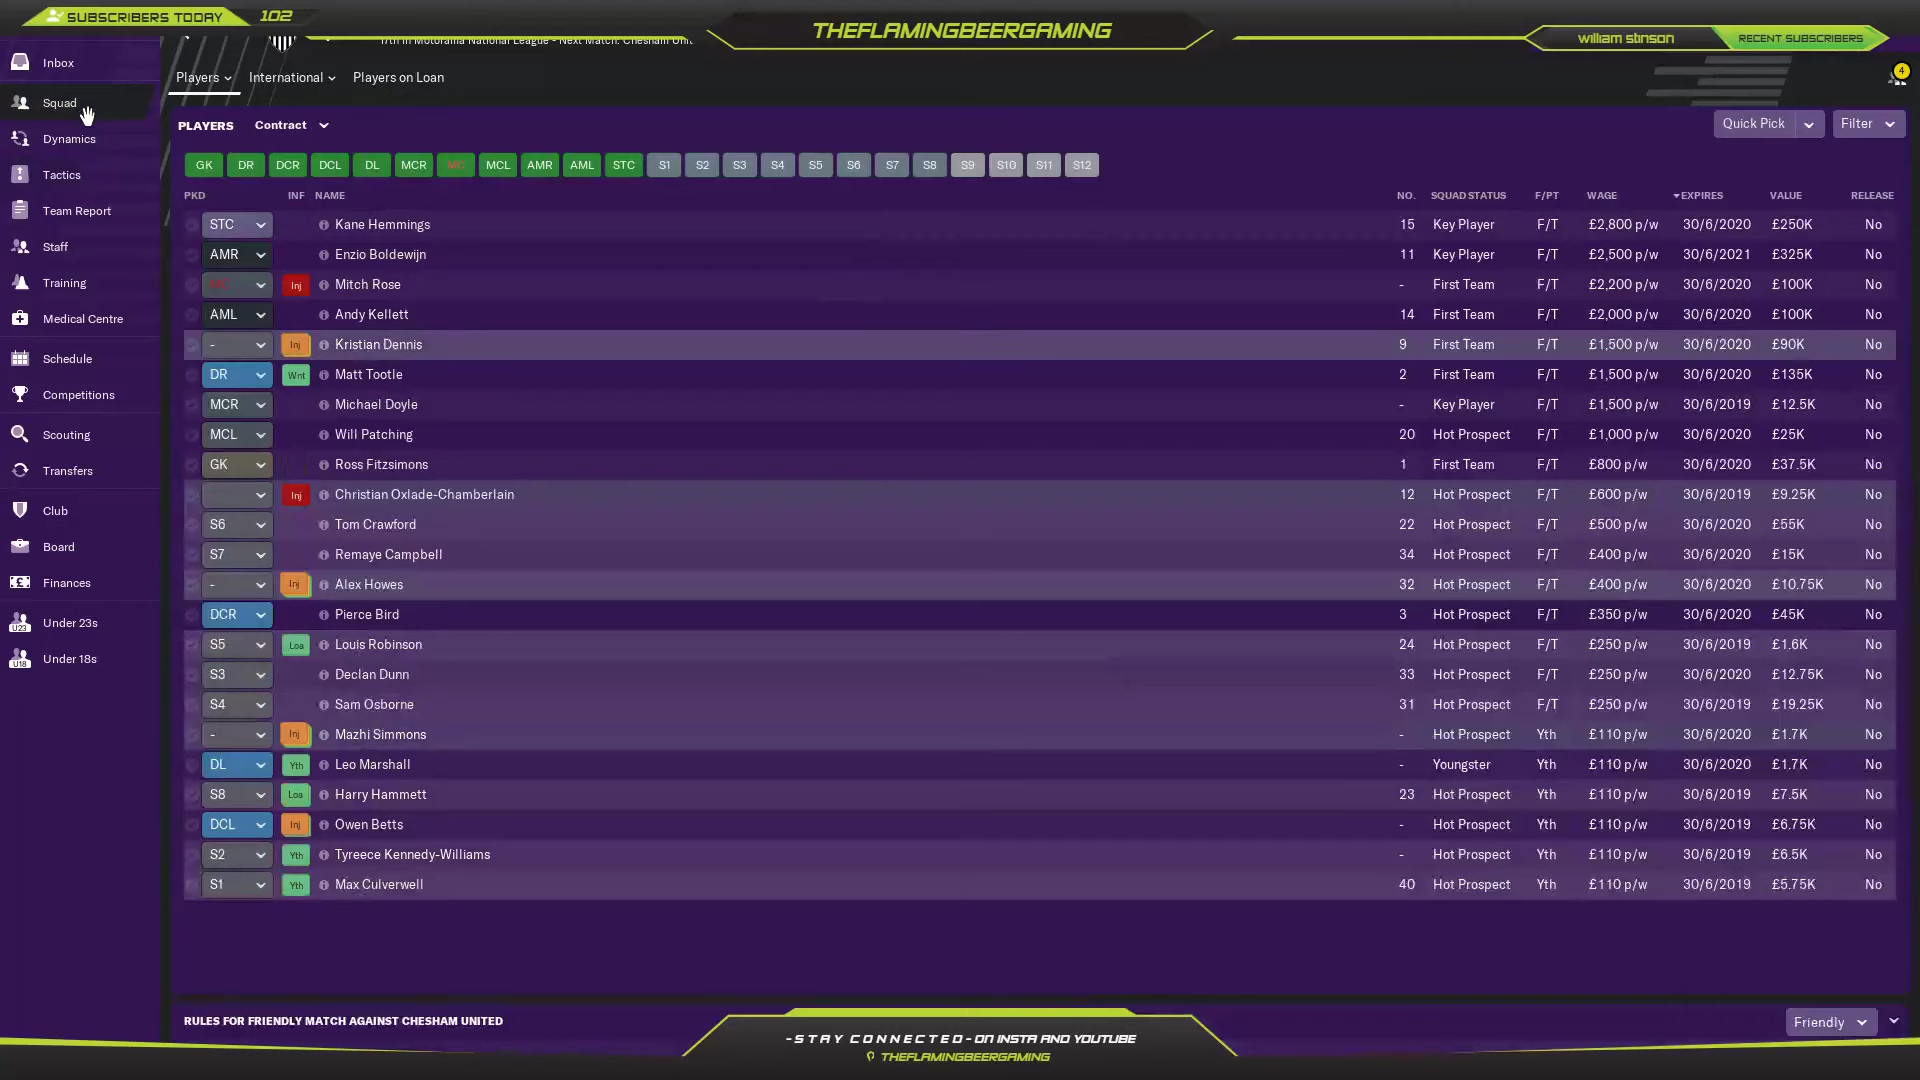 SUBSCRIBERS TODAY 102
THEFLAMINGBEERGAMING
william stinson RECENT SUBSCRIBERS
17th in Motorama National League - Next Match: Chesham Unit
Inbox
Squad
Dynamics
Tactics
Team Report
Staff
Training
Medical Centre
Schedule
Competitions
Scouting
Transfers
Club
Board
Finances
U23 Under 23s
U18 Under 18s
Players International Players on Loan
4
PLAYERS Contract Quick Pick Filter
GK DR DCR DCL DL MCR MC MCL AMR AML STC S1 S2 S3 S4 S5 S6 S7 S8 S9 S10 S11 S12
PKD INF NAME NO. SQUAD STATUS F/PT WAGE EXPIRES VALUE RELEASE
STC Kane Hemmings 15 Key Player F/T £2,800 p/w 30/6/2020 £250K No
AMR Enzio Boldewijn 11 Key Player F/T £2,500 p/w 30/6/2021 £325K No
MC Inj Mitch Rose - First Team F/T £2,200 p/w 30/6/2020 £100K No
AML Andy Kellett 14 First Team F/T £2,000 p/w 30/6/2020 £100K No
- Inj Kristian Dennis 9 First Team F/T £1,500 p/w 30/6/2020 £90K No
DR Wnt Matt Tootle 2 First Team F/T £1,500 p/w 30/6/2020 £135K No
MCR Michael Doyle - Key Player F/T £1,500 p/w 30/6/2019 £12.5K No
MCL Will Patching 20 Hot Prospect F/T £1,000 p/w 30/6/2020 £25K No
GK Ross Fitzsimons 1 First Team F/T £800 p/w 30/6/2020 £37.5K No
Inj Christian Oxlade-Chamberlain 12 Hot Prospect F/T £600 p/w 30/6/2019 £9.25K No
S6 Tom Crawford 22 Hot Prospect F/T £500 p/w 30/6/2020 £55K No
S7 Remaye Campbell 34 Hot Prospect F/T £400 p/w 30/6/2020 £15K No
- Inj Alex Howes 32 Hot Prospect F/T £400 p/w 30/6/2020 £10.75K No
DCR Pierce Bird 3 Hot Prospect F/T £350 p/w 30/6/2020 £45K No
S5 Loa Louis Robinson 24 Hot Prospect F/T £250 p/w 30/6/2019 £1.6K No
S3 Declan Dunn 33 Hot Prospect F/T £250 p/w 30/6/2020 £12.75K No
S4 Sam Osborne 31 Hot Prospect F/T £250 p/w 30/6/2019 £19.25K No
- Inj Mazhi Simmons - Hot Prospect Yth £110 p/w 30/6/2020 £1.7K No
DL Yth Leo Marshall - Youngster Yth £110 p/w 30/6/2020 £1.7K No
S8 Loa Harry Hammett 23 Hot Prospect Yth £110 p/w 30/6/2019 £7.5K No
DCL Inj Owen Betts - Hot Prospect Yth £110 p/w 30/6/2019 £6.75K No
S2 Yth Tyreece Kennedy-Williams - Hot Prospect Yth £110 p/w 30/6/2019 £6.5K No
S1 Yth Max Culverwell 40 Hot Prospect Yth £110 p/w 30/6/2019 £5.75K No
RULES FOR FRIENDLY MATCH AGAINST CHESHAM UNITED Friendly
-STAY CONNECTED- ON INSTA AND YOUTUBE
THEFLAMINGBEERGAMING